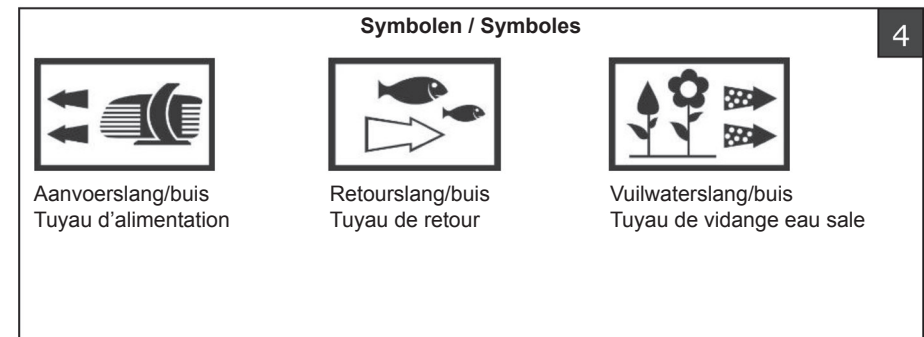 Symbolen / Symboles
4
Aanvoerslang/buis
Tuyau d'alimentation
Retourslang/buis
Tuyau de retour
Vuilwaterslang/buis
Tuyau de vidange eau sale